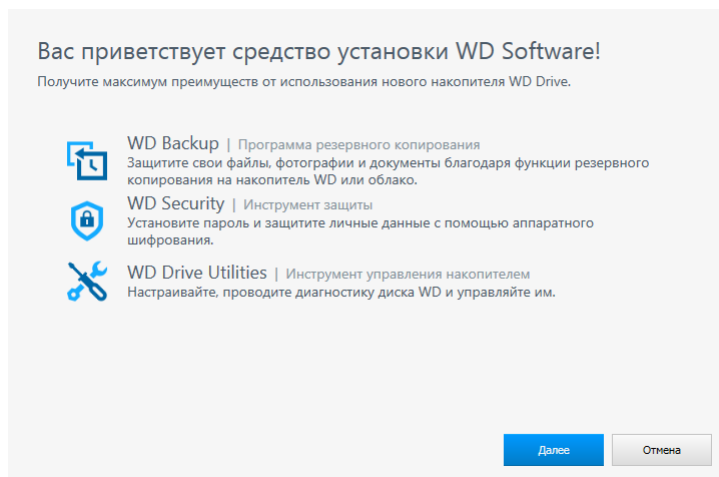 Вас приветствует средство установки WD Software!
Получите максимум преимуществ от использования нового накопителя WD Drive.
WD Backup | Программа резервного копирования
Защитите свои файлы, фотографии и документы благодаря функции резервного
копирования на накопитель WD или облако.
WD Security | Инструмент защиты
Установите пароль и защитите личные данные с помощью аппаратного
шифрования.
WD Drive Utilities | Инструмент управления накопителем
Настраивайте, проводите диагностику диска WD и управляйте им.
Далее
Отмена